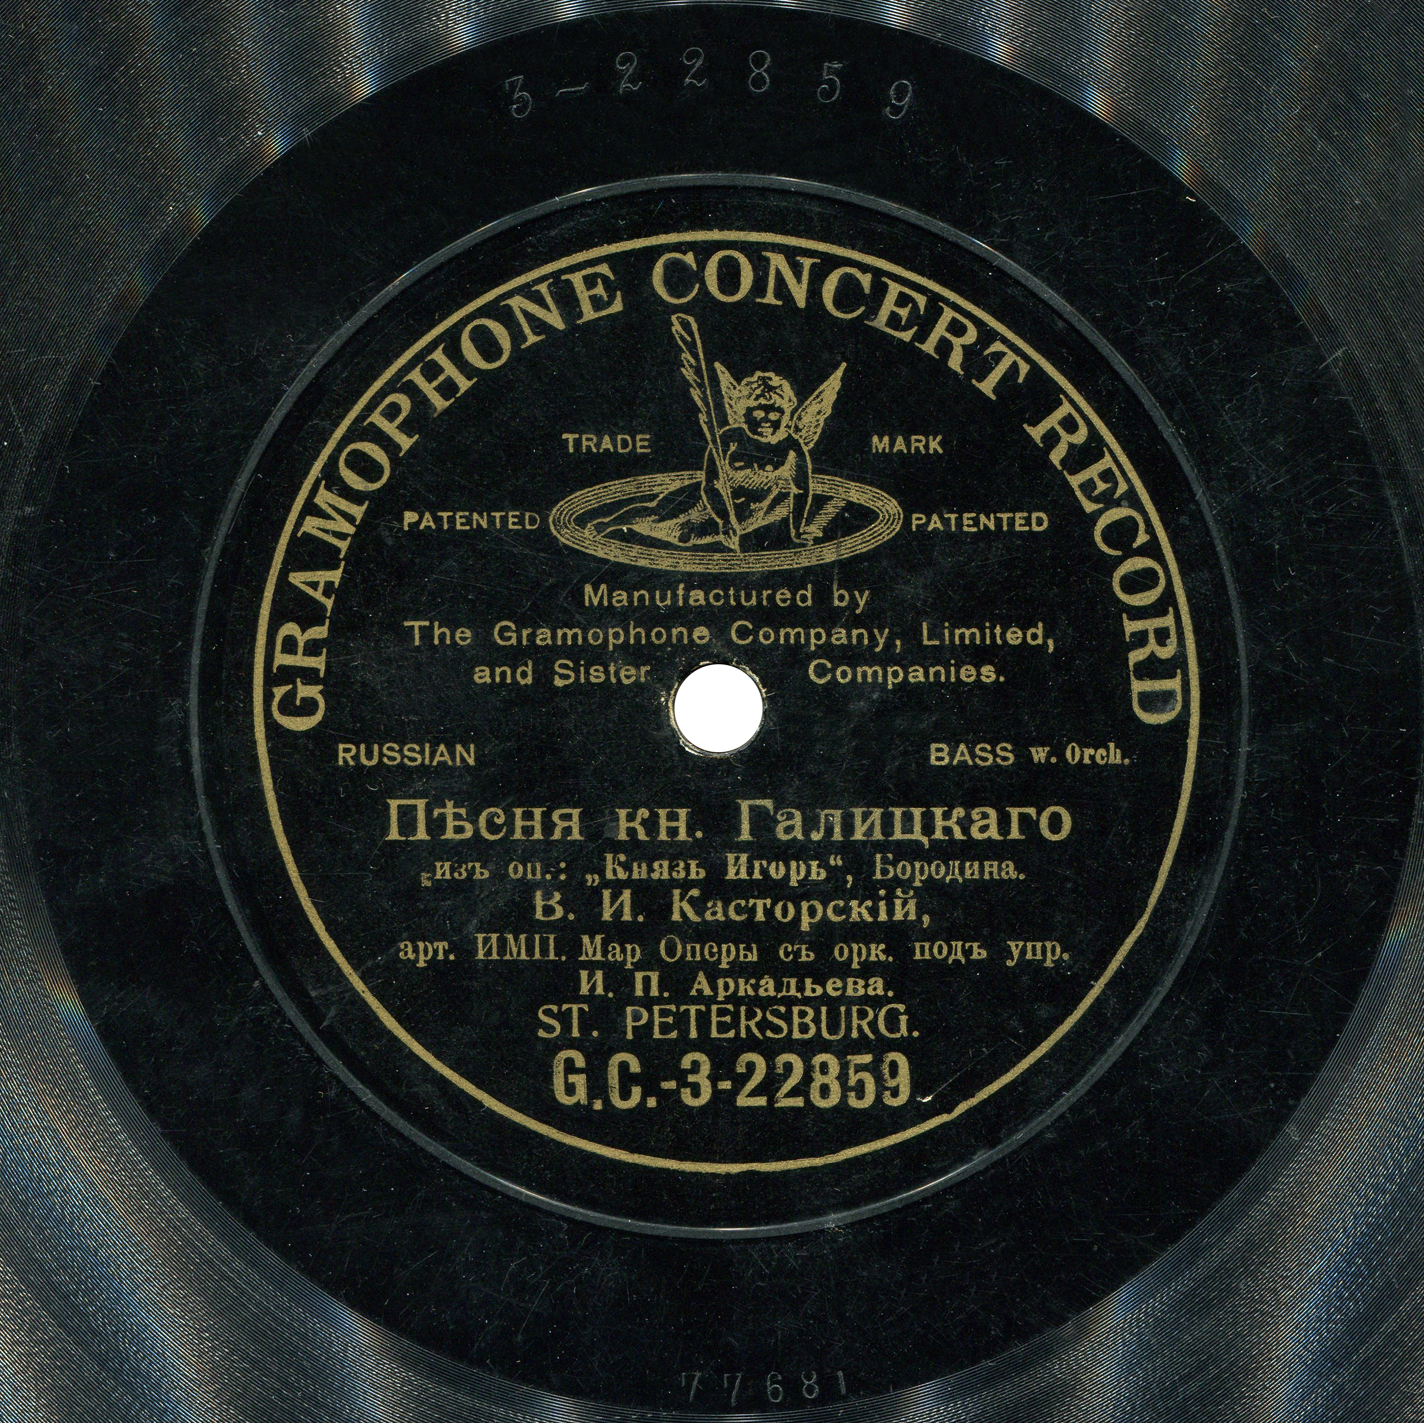 3-22859
GRAMOPHONE CONCERT RECORD
TRADE MARK
PATENTED PATENTED
Manufactured by
The Gramophone Company, Limited,
and Sister Companies.
RUSSIAN BASS w. Orch.
Пѣсня кн. Галицкаго
изъ оп.: „Князь Игорь“, Бородина.
В. И. Касторскій,
арт. ИМП. Мар Оперы съ орк. подъ упр.
И. П. Аркадьева.
ST. PETERSBURG.
G.C.-3-22859
77681